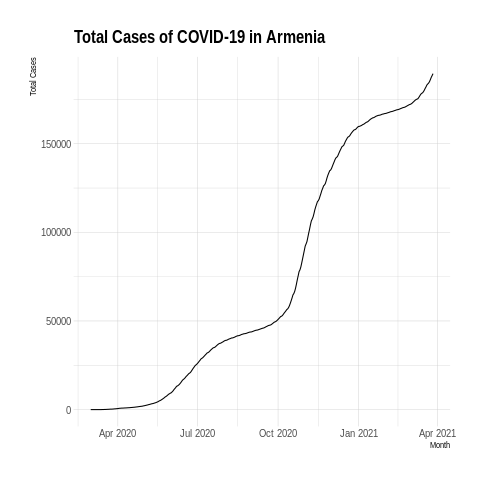 Total Cases of COVID-19 in Armenia
Total Cases
150000
100000
50000
0
Apr 2020 Jul 2020 Oct 2020 Jan 2021 Apr 2021
Month